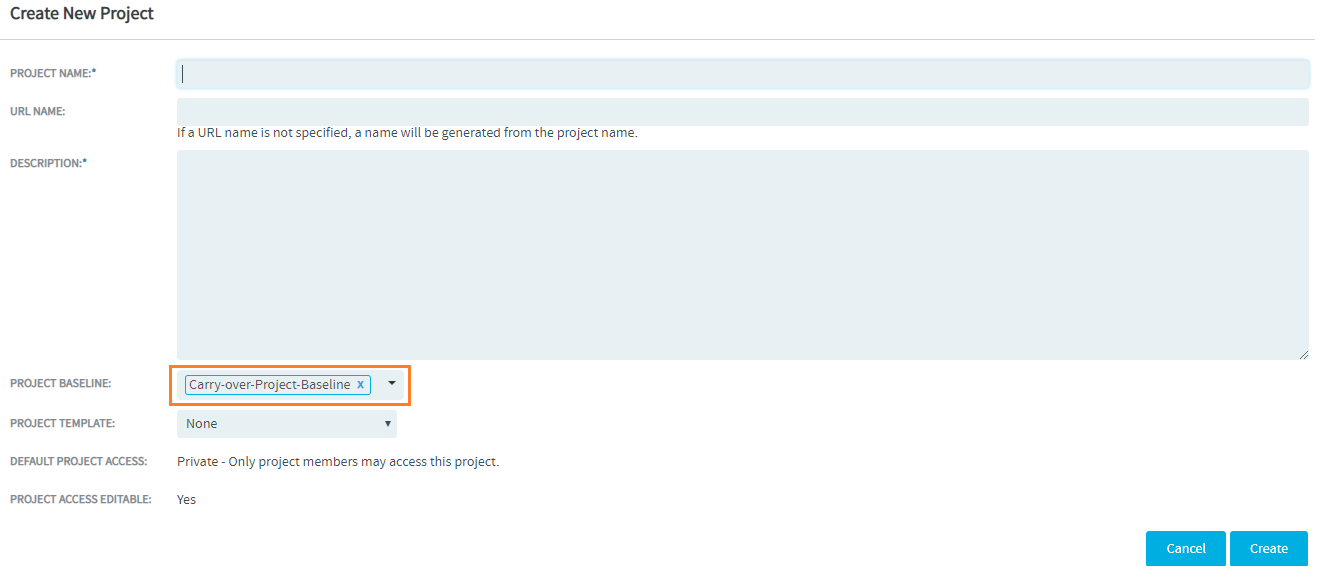 Create New Project
PROJECT NAME:*
URL NAME:
If a URL name is not specified, a name will be generated from the project name.
DESCRIPTION:*
PROJECT BASELINE: Carry-over-Project-Baseline x
PROJECT TEMPLATE: None
DEFAULT PROJECT ACCESS: Private - Only project members may access this project.
PROJECT ACCESS EDITABLE: Yes
Cancel Create